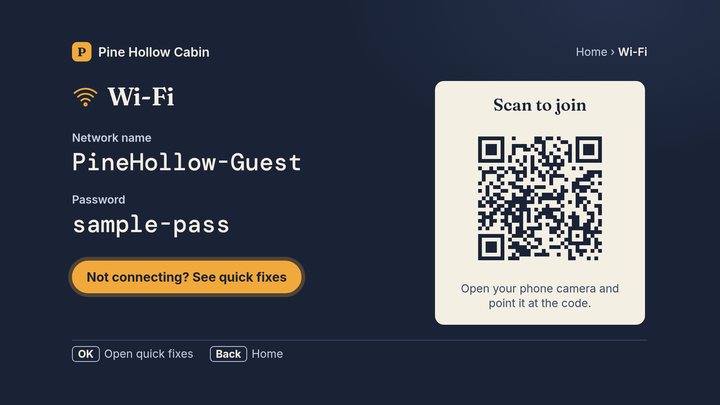 P Pine Hollow Cabin
Home › Wi-Fi
Wi-Fi
Network name
PineHollow-Guest
Password
sample-pass
Not connecting? See quick fixes
Scan to join
Open your phone camera and
point it at the code.
OK Open quick fixes Back Home